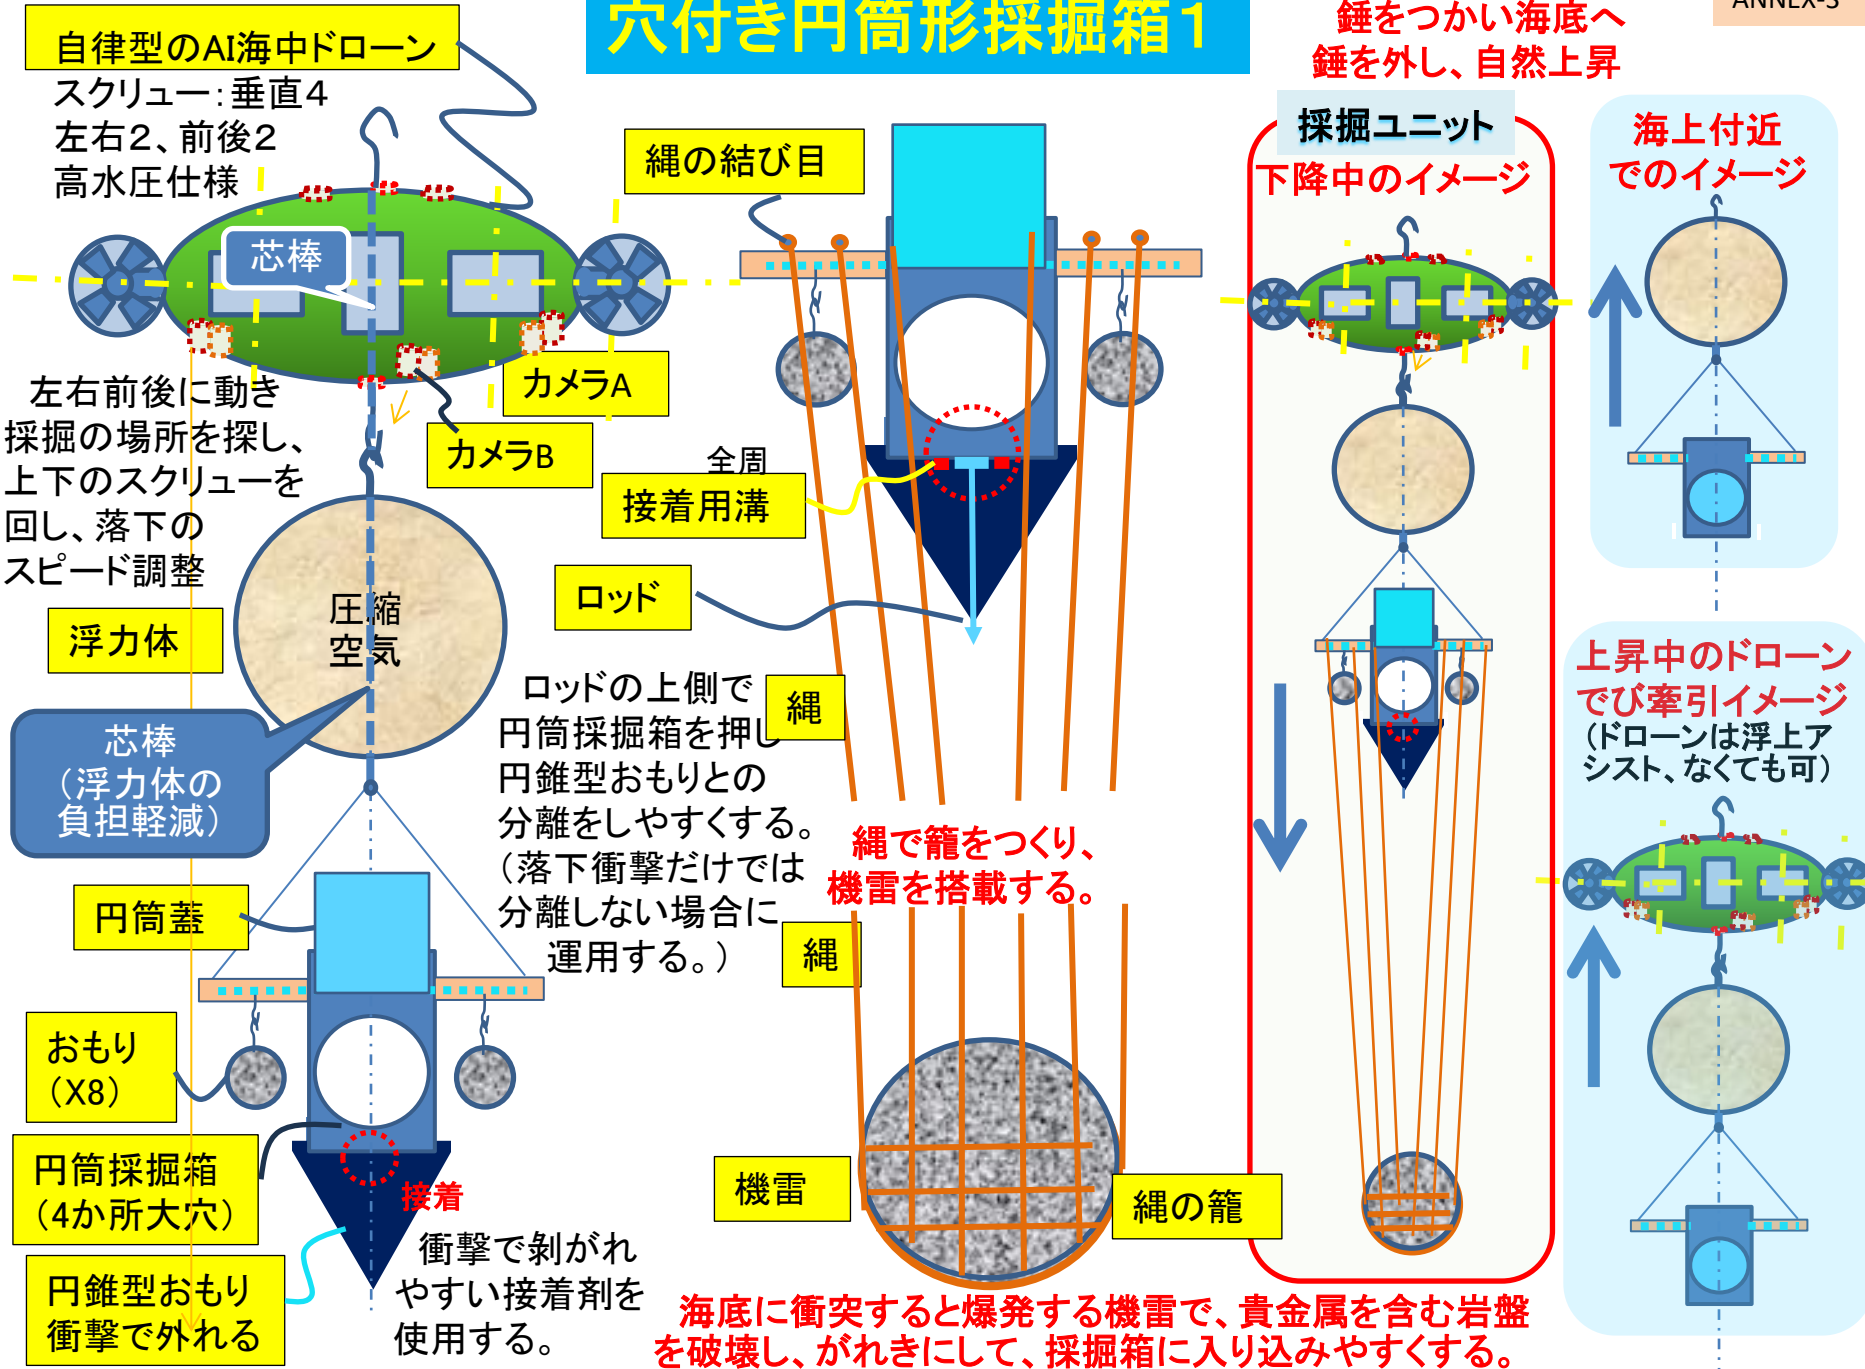 穴付き円筒形採掘箱1
錘をつかい海底へ
錘を外し、自然上昇
ANNEX-3
自律型のAI海中ドローン
スクリュー：垂直4
左右2、前後2
高水圧仕様
芯棒
カメラA
カメラB
左右前後に動き
採掘の場所を探し、
上下のスクリューを
回し、落下の
スピード調整
浮力体
圧縮
空気
芯棒
（浮力体の
負担軽減）
円筒蓋
おもり
（X8）
円筒採掘箱
（4か所大穴）
円錐型おもり
衝撃で外れる
接着
衝撃で剝がれ
やすい接着剤を
使用する。
縄の結び目
全周
接着用溝
ロッド
ロッドの上側で
円筒採掘箱を押し
円錐型おもりとの
分離をしやすくする。
（落下衝撃だけでは
分離しない場合に
運用する。）
縄
縄で籠をつくり、
機雷を搭載する。
縄
機雷
縄の籠
海底に衝突すると爆発する機雷で、貴金属を含む岩盤
を破壊し、がれきにして、採掘箱に入り込みやすくする。
採掘ユニット
下降中のイメージ
海上付近
でのイメージ
上昇中のドローン
でび牽引イメージ
（ドローンは浮上ア
シスト、なくても可）